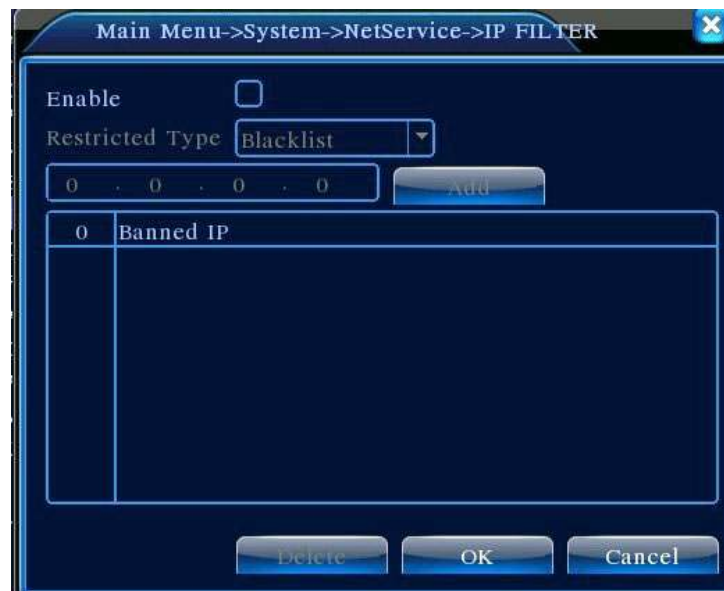 Main Menu->System->NetService->IP FILTER
Enable
Restricted Type Blacklist
0 . 0 . 0 . 0 Add
0 Banned IP
Delete OK Cancel